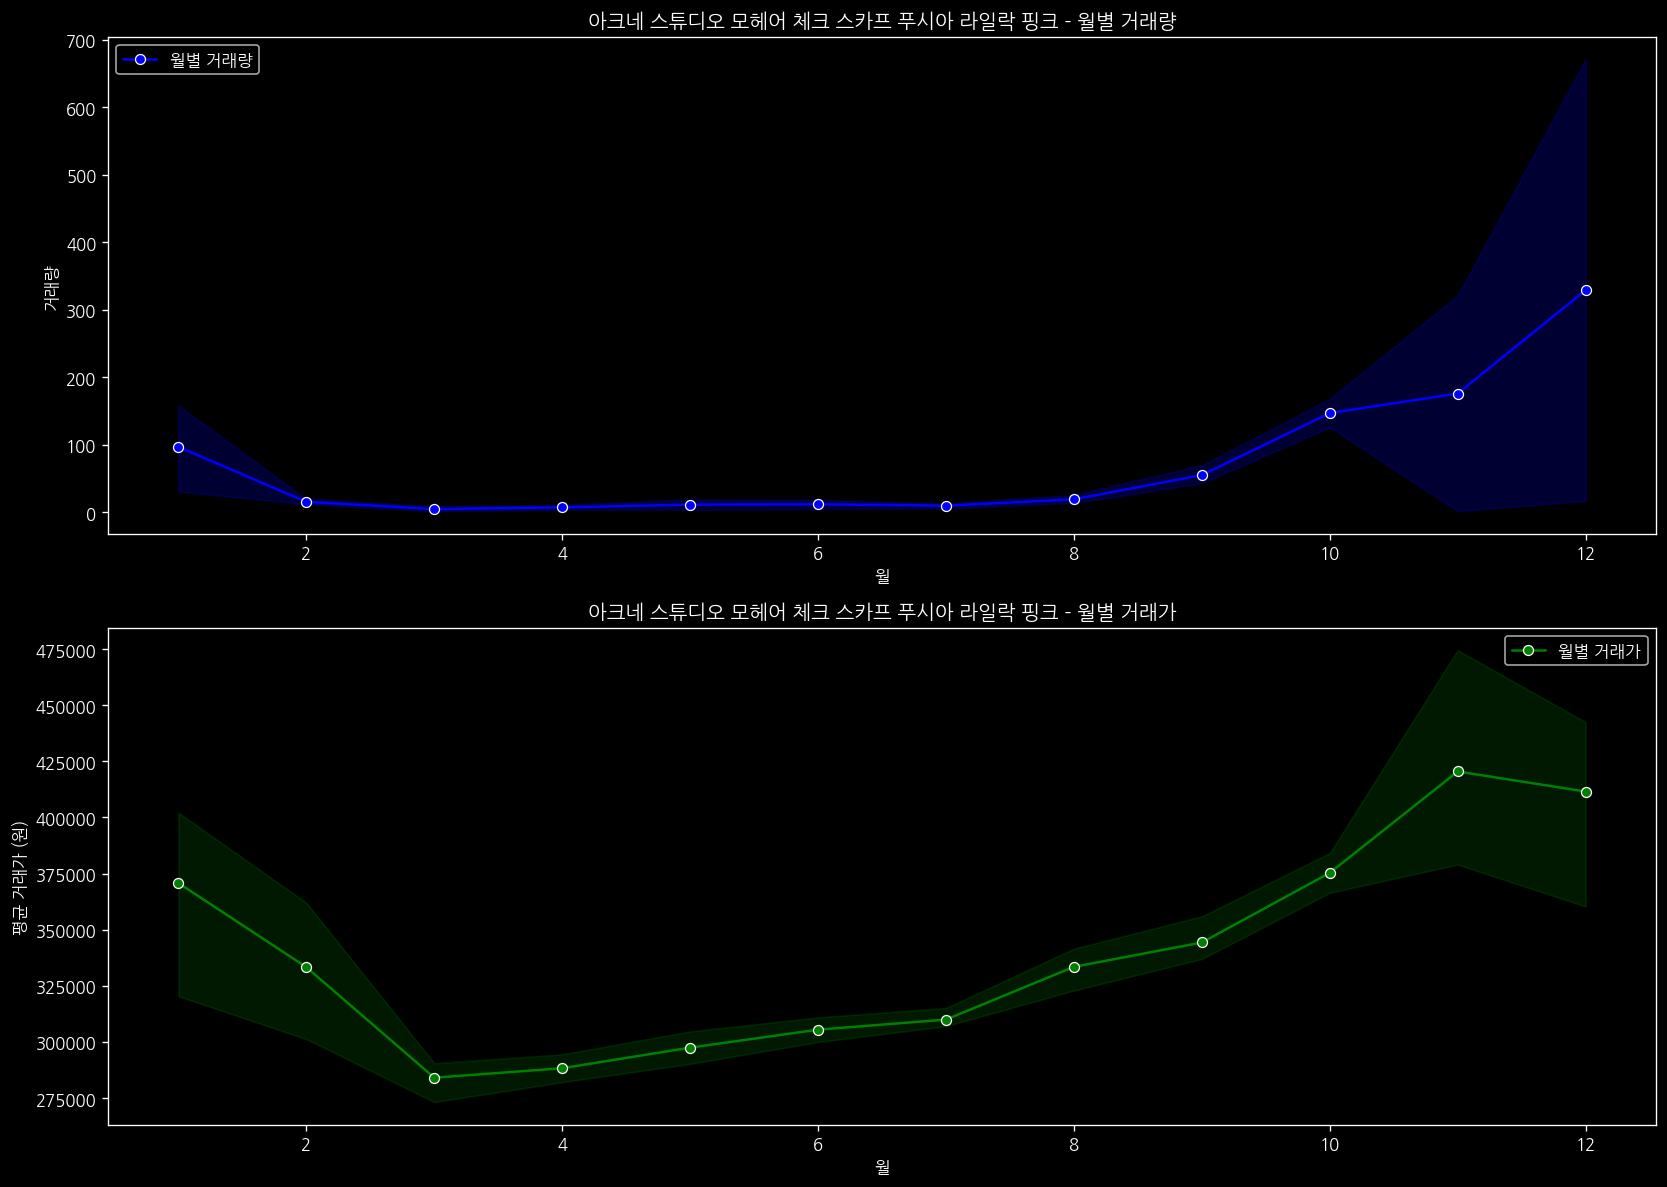 아크네 스튜디오 모헤어 체크 스카프 푸시아 라일락 핑크 - 월별 거래량
월별 거래량
700
600
500
400
300
200
100
0
거래량
2 4 6 8 10 12
월
아크네 스튜디오 모헤어 체크 스카프 푸시아 라일락 핑크 - 월별 거래가
월별 거래가
475000
450000
425000
400000
375000
350000
325000
300000
275000
평균 거래가 (원)
2 4 6 8 10 12
월